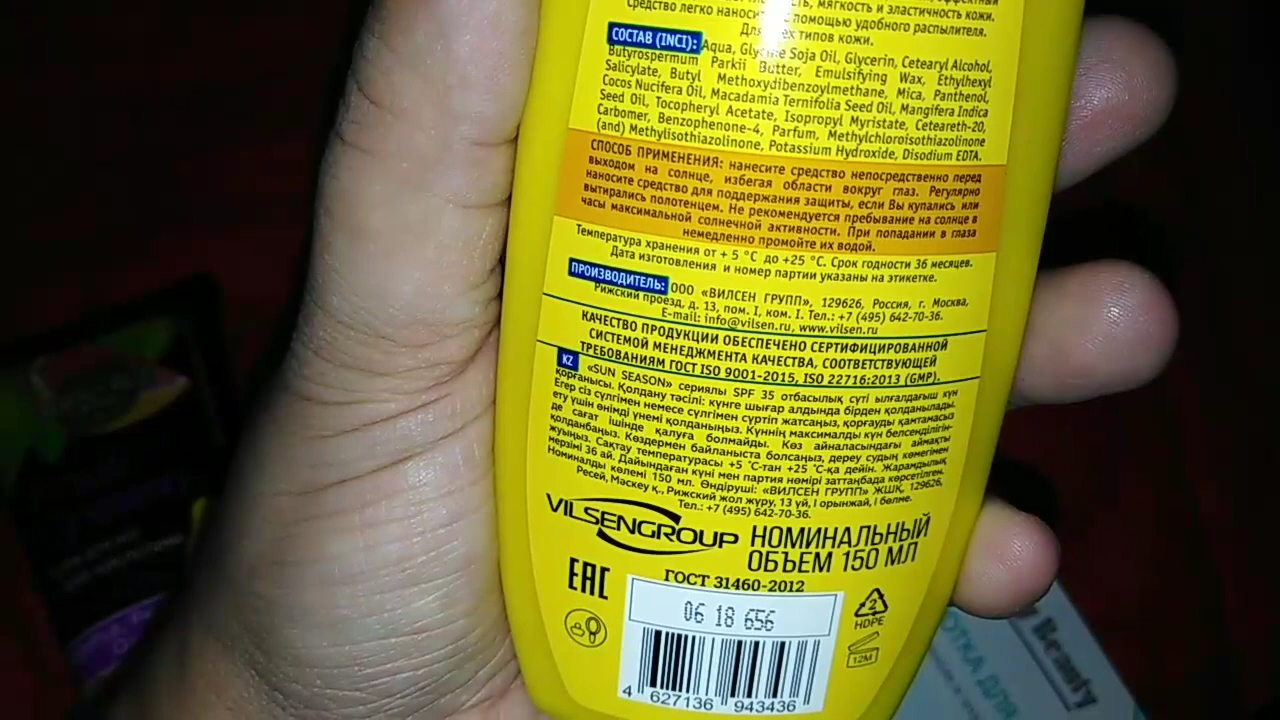 мягкость и эластичность кожи.
Средство легко с помощью удобного распылителя.
типов кожи.
СОСТАВ (INCI): Aqua, Soja Oil, Glycerin, Cetearyl Alcohol,
Butyrospermum Parkii Butter, Emulsifying Wax, Ethylhexyl
Salicylate, Butyl Methoxydibenzoylmethane, Mica, Panthenol,
Cocos Nucifera Oil, Macadamia Ternifolia Seed Oil, Mangifera Indica
Seed Oil, Tocopheryl Acetate, Isopropyl Myristate, Ceteareth-20,
Carbomer, Benzophenone-4, Parfum, Methylchloroisothiazolinone
(and) Methylisothiazolinone, Potassium Hydroxide, Disodium EDTA.
СПОСОБ ПРИМЕНЕНИЯ: нанесите средство непосредственно перед
выходом на солнце, избегая области вокруг глаз. Регулярно
наносите средство для поддержания защиты, если Вы купались или
вытирались полотенцем. Не рекомендуется пребывание на солнце в
часы максимальной солнечной активности. При попадании в глаза
немедленно промойте их водой.
Температура хранения от + 5 °C до +25 °C. Срок годности 36 месяцев.
Дата изготовления и номер партии указаны на этикетке.
ПРОИЗВОДИТЕЛЬ: ООО «ВИЛСЕН ГРУПП», 129626, Россия, г. Москва,
Рижский проезд, д. 13, пом. I, ком. I. Тел.: +7 (495) 642-70-36.
E-mail: info@vilsen.ru, www.vilsen.ru
КАЧЕСТВО ПРОДУКЦИИ ОБЕСПЕЧЕНО СЕРТИФИЦИРОВАННОЙ
СИСТЕМОЙ МЕНЕДЖМЕНТА КАЧЕСТВА, СООТВЕТСТВУЮЩЕЙ
ТРЕБОВАНИЯМ ГОСТ ISO 9001-2015, ISO 22716:2013 (GMP).
KZ «SUN SEASON» сериялы SPF 35 отбасылық сүті ылғалдағыш күн
қорғанысы. Қолдану тәсілі: күнге шығар алдында бірден қолданылады.
Егер сіз сүлгімен немесе сүлгімен сүртіп жатсаңыз, қорғауды қамтамасыз
ету үшін өнімді үнемі қолданыңыз. Күннің максималды күн белсенділігін-
де сағат ішінде қалуға болмайды. Көз айналасындағы аймақты
қолданбаңыз. Көздермен байланыста болсаңыз, дереу судың көмегімен
жуыңыз. Сақтау температурасы +5 °C-тан +25 °C-қа дейін. Жарамдылық
мерзімі 36 ай. Дайындаған күні мен партия нөмірі заттаңбада көрсетілген.
Номиналды көлемі 150 мл. Өндіруші: «ВИЛСЕН ГРУПП» ЖШҚ, 129626,
Ресей, Мәскеу қ., Рижский жол жүру, 13 үй, I орынжай, I бөлме.
Тел.: +7 (495) 642-70-36.
VILSENGROUP
НОМИНАЛЬНЫЙ
ОБЪЕМ 150 МЛ
ГОСТ 31460-2012
EAC
06 18 656
2
HDPE
12M
4 627136 943436
Beauty